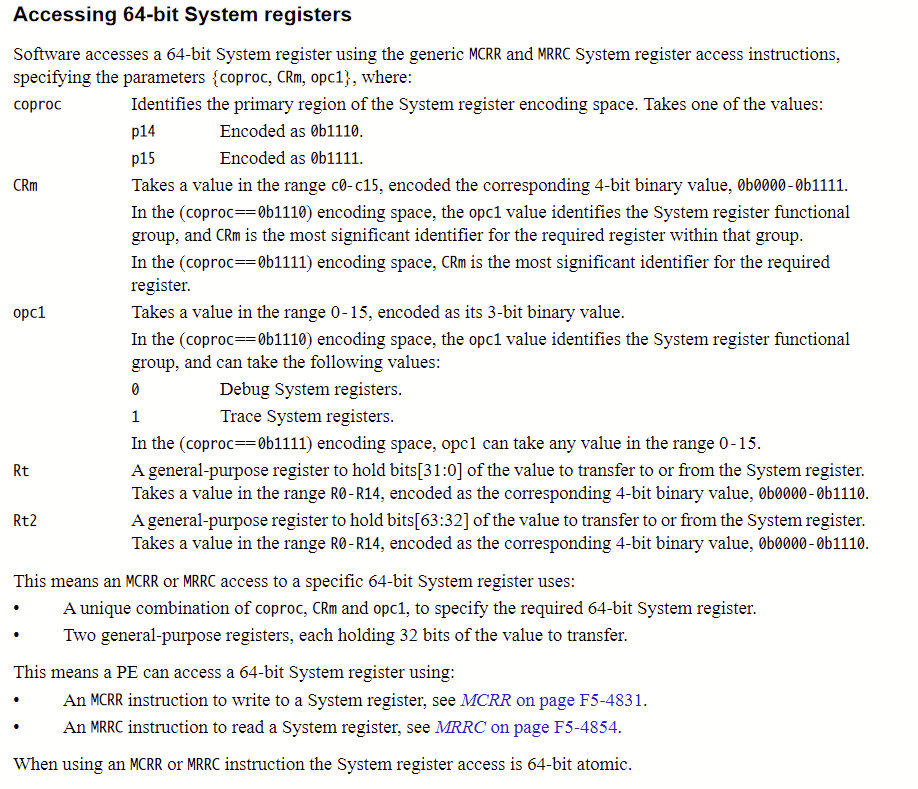 Accessing 64-bit System registers
Software accesses a 64-bit System register using the generic MCRR and MRRC System register access instructions,
specifying the parameters {coproc, CRm, opc1}, where:
coproc Identifies the primary region of the System register encoding space. Takes one of the values:
p14 Encoded as 0b1110.
p15 Encoded as 0b1111.
CRm Takes a value in the range c0-c15, encoded the corresponding 4-bit binary value, 0b0000-0b1111.
In the (coproc==0b1110) encoding space, the opc1 value identifies the System register functional
group, and CRm is the most significant identifier for the required register within that group.
In the (coproc==0b1111) encoding space, CRm is the most significant identifier for the required
register.
opc1 Takes a value in the range 0-15, encoded as its 3-bit binary value.
In the (coproc==0b1110) encoding space, the opc1 value identifies the System register functional
group, and can take the following values:
0 Debug System registers.
1 Trace System registers.
In the (coproc==0b1111) encoding space, opc1 can take any value in the range 0-15.
Rt A general-purpose register to hold bits[31:0] of the value to transfer to or from the System register.
Takes a value in the range R0-R14, encoded as the corresponding 4-bit binary value, 0b0000-0b1110.
Rt2 A general-purpose register to hold bits[63:32] of the value to transfer to or from the System register.
Takes a value in the range R0-R14, encoded as the corresponding 4-bit binary value, 0b0000-0b1110.
This means an MCRR or MRRC access to a specific 64-bit System register uses:
• A unique combination of coproc, CRm and opc1, to specify the required 64-bit System register.
• Two general-purpose registers, each holding 32 bits of the value to transfer.
This means a PE can access a 64-bit System register using:
• An MCRR instruction to write to a System register, see MCRR on page F5-4831.
• An MRRC instruction to read a System register, see MRRC on page F5-4854.
When using an MCRR or MRRC instruction the System register access is 64-bit atomic.